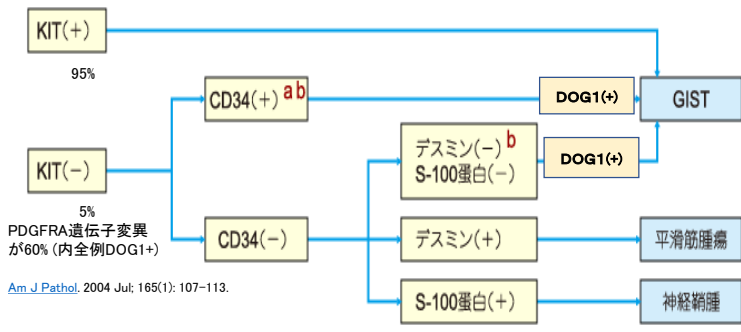 KIT(+)
95%
CD34(+) a b
DOG1(+)
GIST
デスミン(-) b
S-100蛋白(-)
DOG1(+)
KIT(-)
5%
PDGFRA遺伝子変異
が60% (内全例DOG1+)
CD34(-)
デスミン(+)
平滑筋腫瘍
Am J Pathol. 2004 Jul; 165(1): 107-113.
S-100蛋白(+)
神経鞘腫